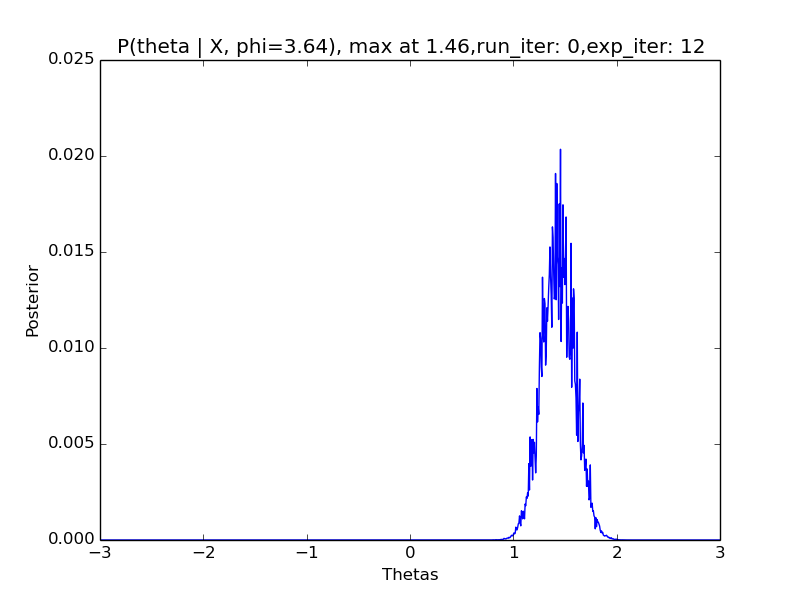 P(theta | X, phi=3.64), max at 1.46,run_iter: 0,exp_iter: 12
0.025
0.020
0.015
0.010
0.005
0.000
Posterior
−3 −2 −1 0 1 2 3
Thetas